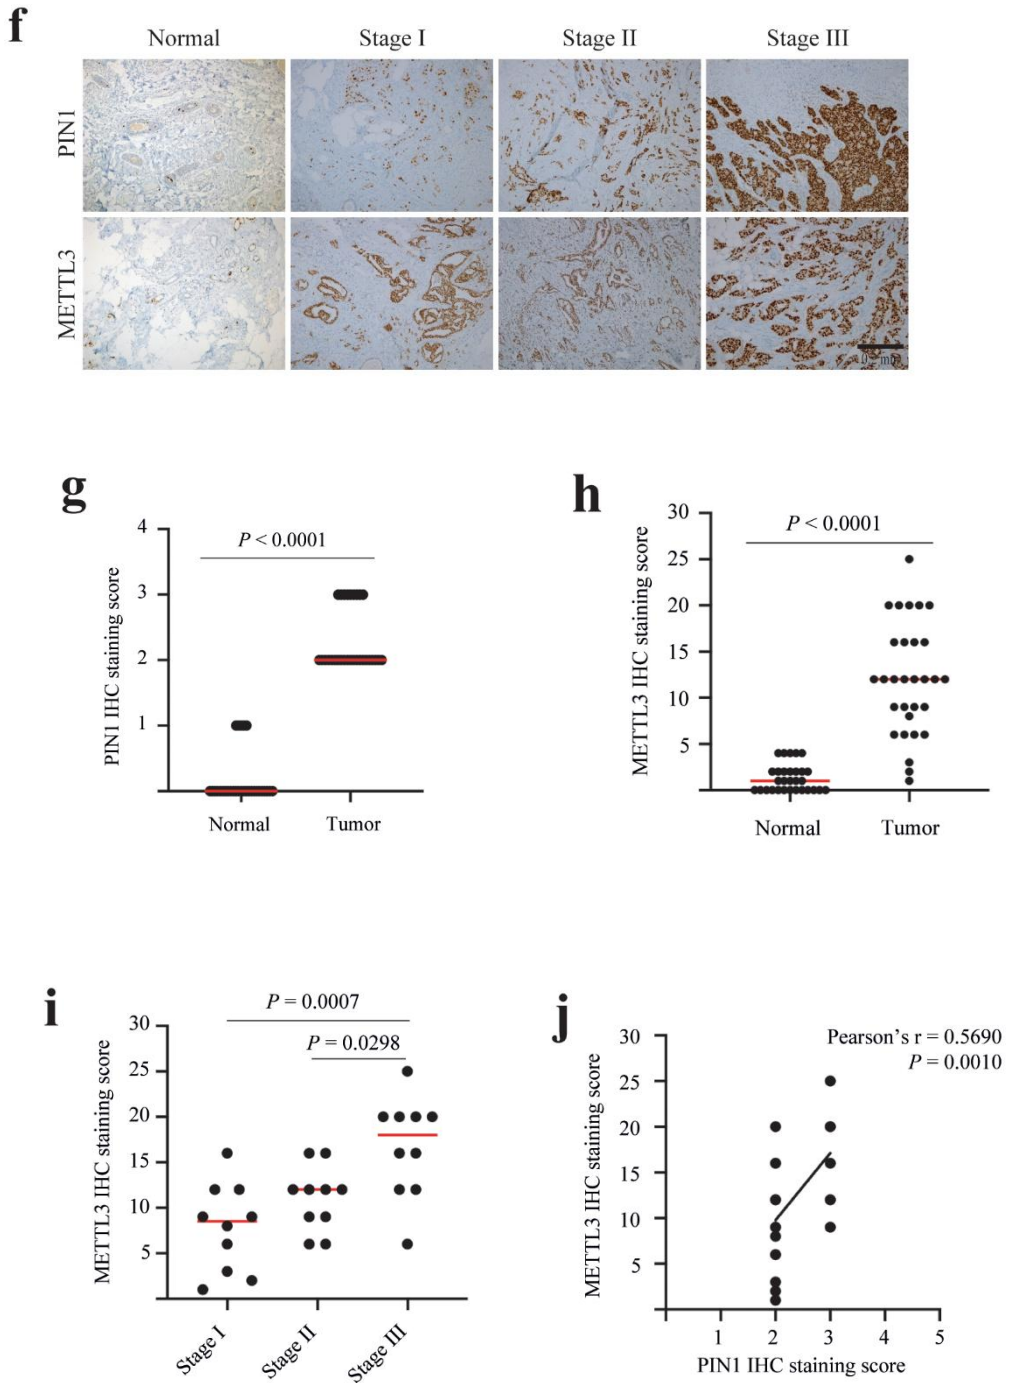 f
Normal
Stage I
Stage II
Stage III
PIN1
METTL3
g
PIN1 IHC staining score
4
3
2
1
P < 0.0001
Normal
Tumor
h
METTL3 IHC staining score
30
25
20
15
10
5
P < 0.0001
Normal
Tumor
i
METTL3 IHC staining score
30
25
20
15
10
5
P = 0.0007
P = 0.0298
Stage I
Stage II
Stage III
j
METTL3 IHC staining score
30
25
20
15
10
5
Pearson's r = 0.5690
P = 0.0010
1
2
3
4
5
PIN1 IHC staining score